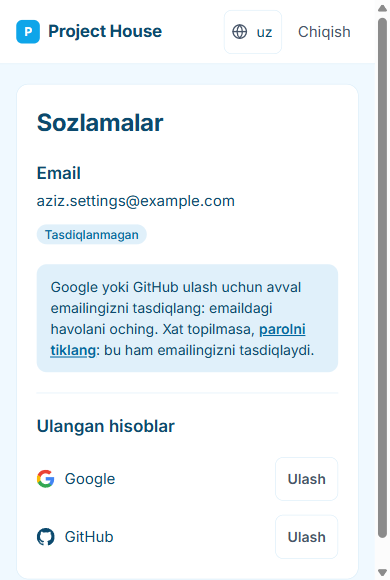 P Project House
uz
Chiqish
Sozlamalar
Email
aziz.settings@example.com
Tasdiqlanmagan
Google yoki GitHub ulash uchun avval
emailingizni tasdiqlang: emaildagi
havolani oching. Xat topilmasa, parolni
tiklang: bu ham emailingizni tasdiqlaydi.
Ulangan hisoblar
Google
Ulash
GitHub
Ulash